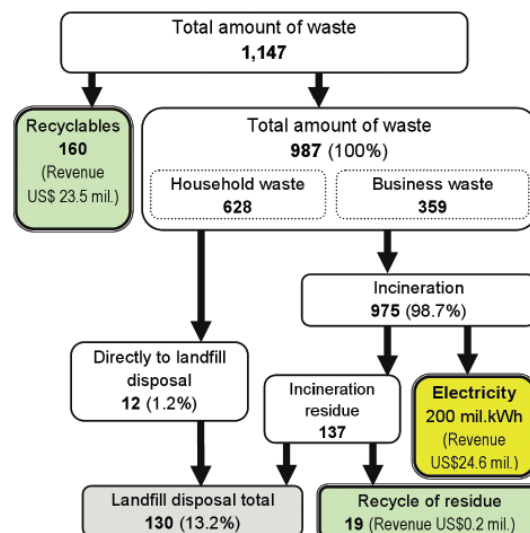 Total amount of waste
1,147
Recyclables
160
(Revenue
US$ 23.5 mil.)
Total amount of waste
987 (100%)
Household waste
628
Business waste
359
Incineration
975 (98.7%)
Directly to landfill
disposal
12 (1.2%)
Incineration
residue
137
Electricity
200 mil.kWh
(Revenue
US$24.6 mil.)
Landfill disposal total
130 (13.2%)
Recycle of residue
19 (Revenue US$0.2 mil.)